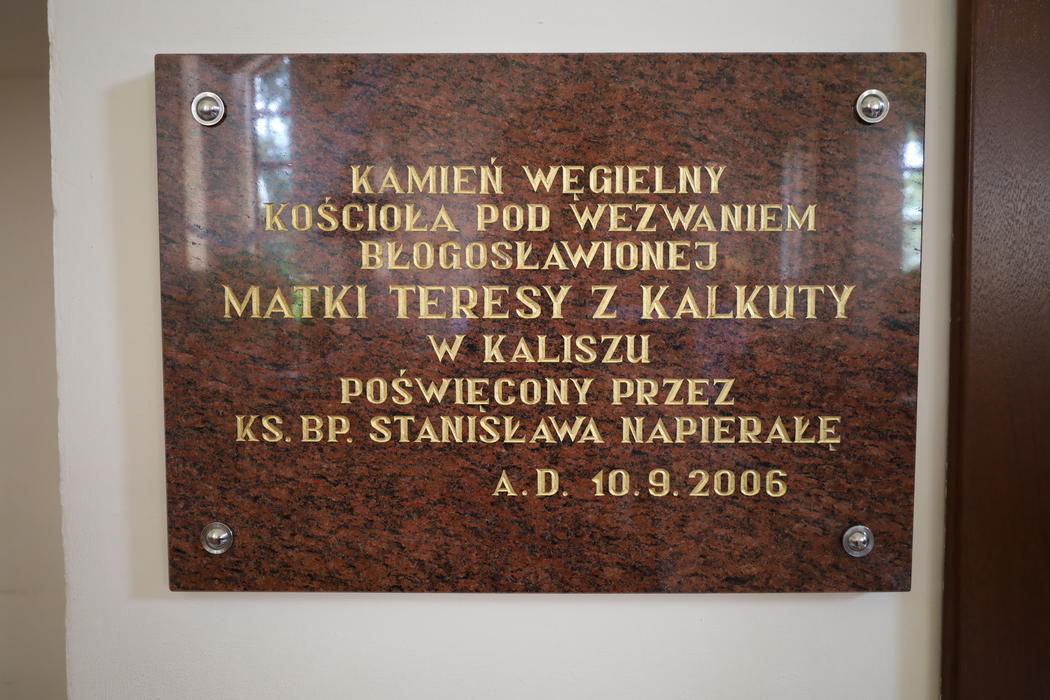 KAMIEŃ WĘGIELNY
KOŚCIOŁA POD WEZWANIEM
BŁOGOSŁAWIONEJ
MATKI TERESY Z KALKUTY
W KALISZU
POŚWIĘCONY PRZEZ
KS. BP. STANISŁAWA NAPIERAŁĘ
A.D. 10.9.2006